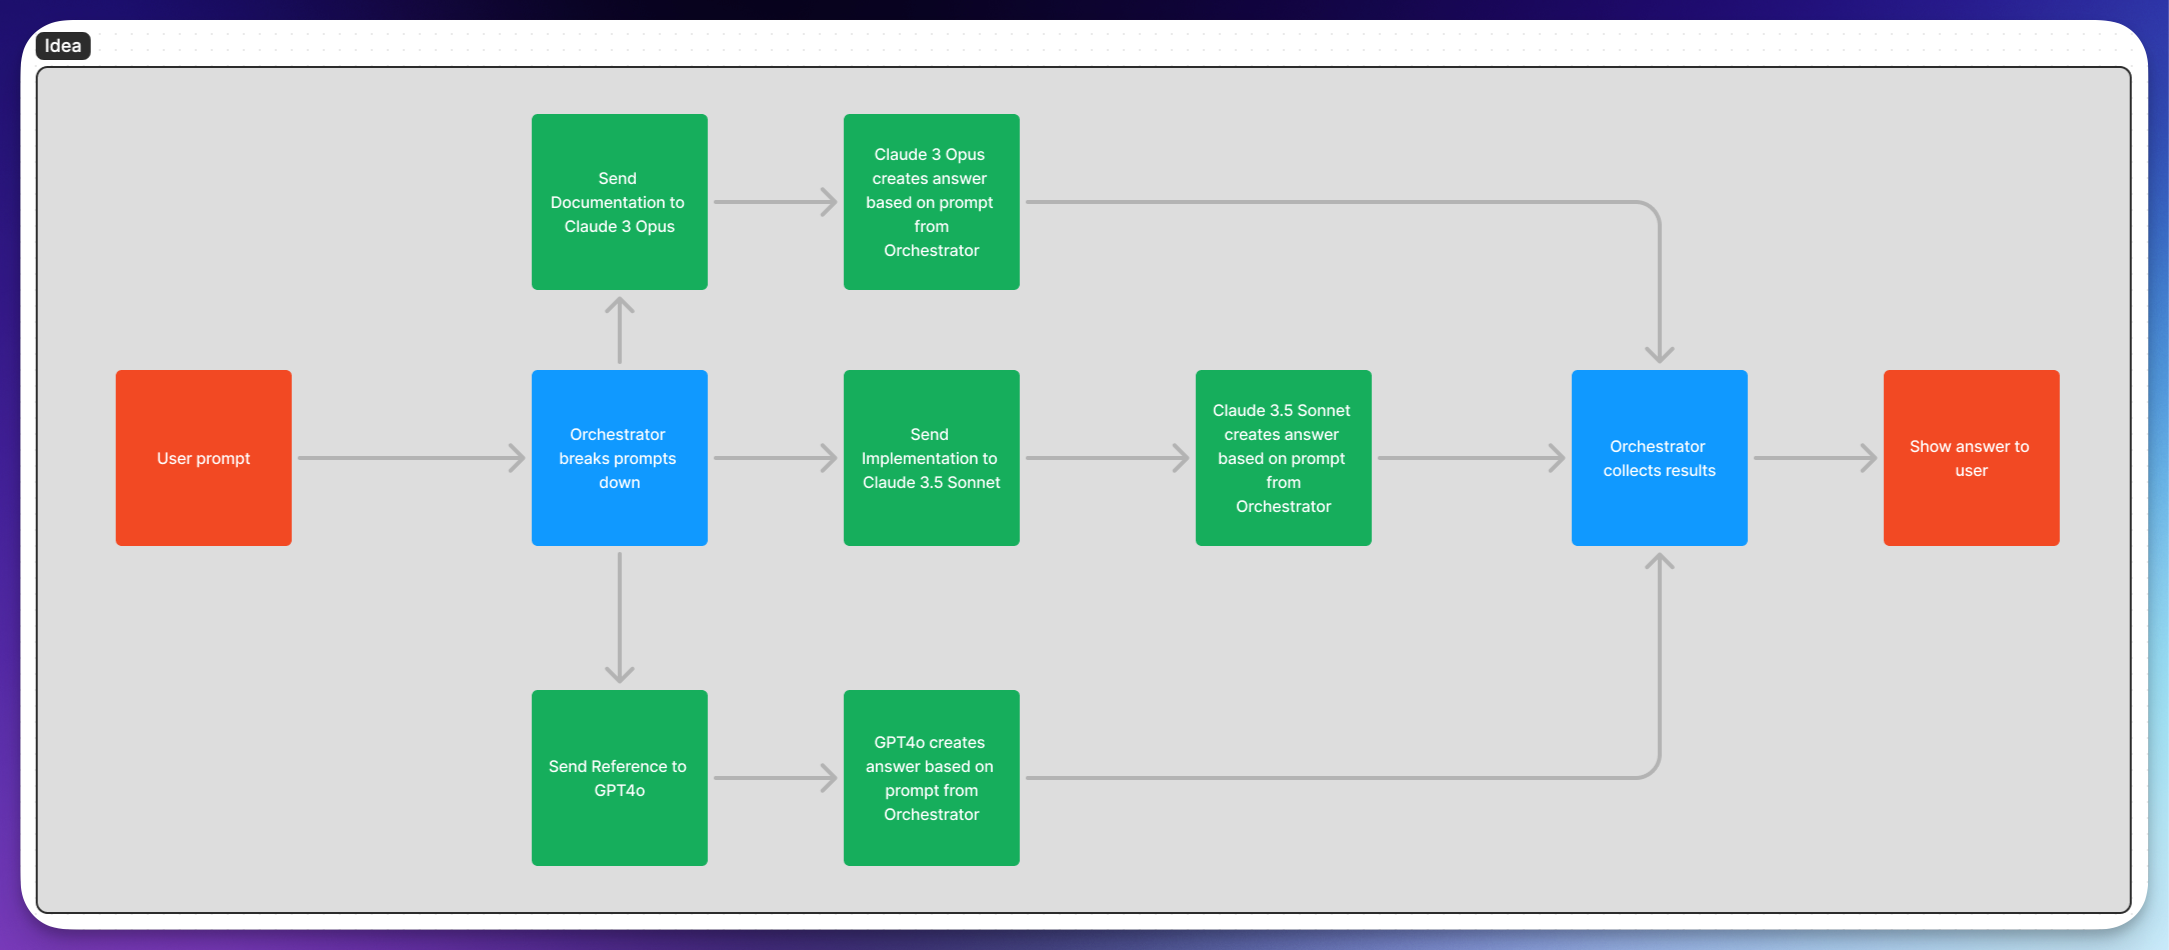 Idea
Send
Documentation to
Claude 3 Opus
Claude 3 Opus
creates answer
based on prompt
from
Orchestrator
User prompt
Orchestrator
breaks prompts
down
Send
Implementation to
Claude 3.5 Sonnet
Claude 3.5 Sonnet
creates answer
based on prompt
from
Orchestrator
Orchestrator
collects results
Show answer to
user
Send Reference to
GPT4o
GPT4o creates
answer based on
prompt from
Orchestrator